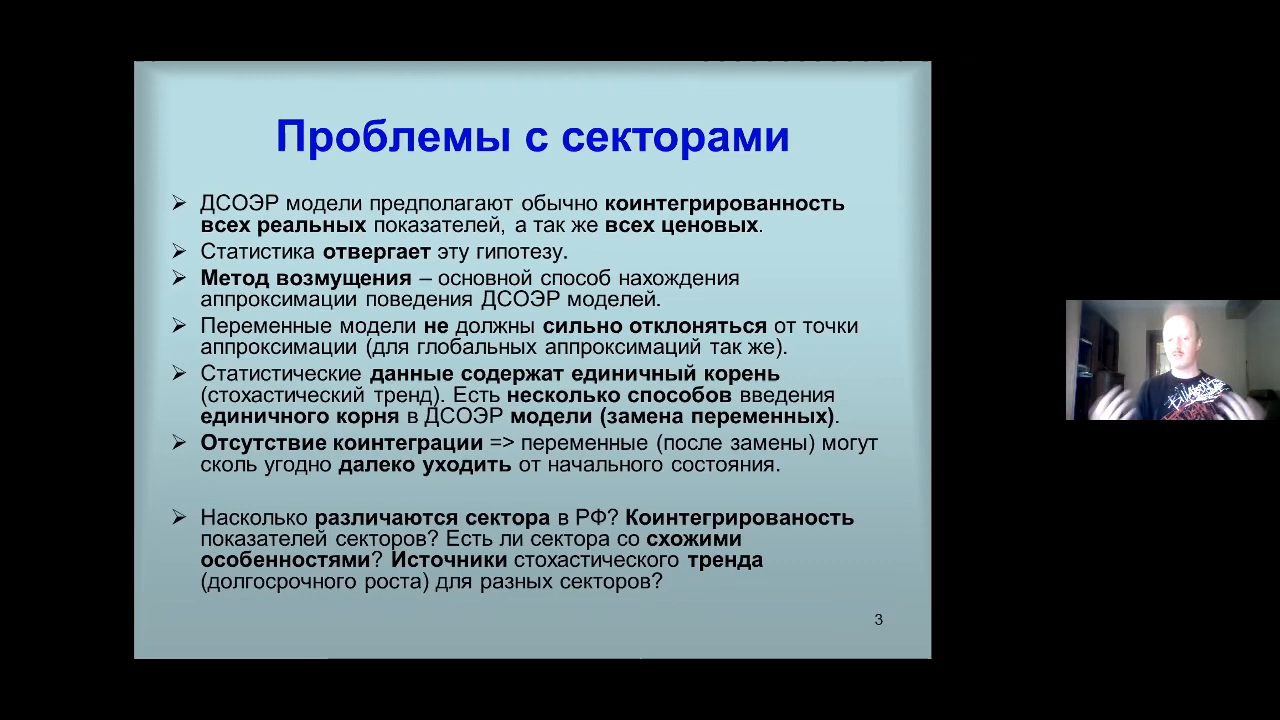 Проблемы с секторами
➢ ДСОЭР модели предполагают обычно коинтегрированность
всех реальных показателей, а так же всех ценовых.
➢ Статистика отвергает эту гипотезу.
➢ Метод возмущения – основной способ нахождения
аппроксимации поведения ДСОЭР моделей.
➢ Переменные модели не должны сильно отклоняться от точки
аппроксимации (для глобальных аппроксимаций так же).
➢ Статистические данные содержат единичный корень
(стохастический тренд). Есть несколько способов введения
единичного корня в ДСОЭР модели (замена переменных).
➢ Отсутствие коинтеграции => переменные (после замены) могут
сколь угодно далеко уходить от начального состояния.
➢ Насколько различаются сектора в РФ? Коинтегрированость
показателей секторов? Есть ли сектора со схожими
особенностями? Источники стохастического тренда
(долгосрочного роста) для разных секторов?
3